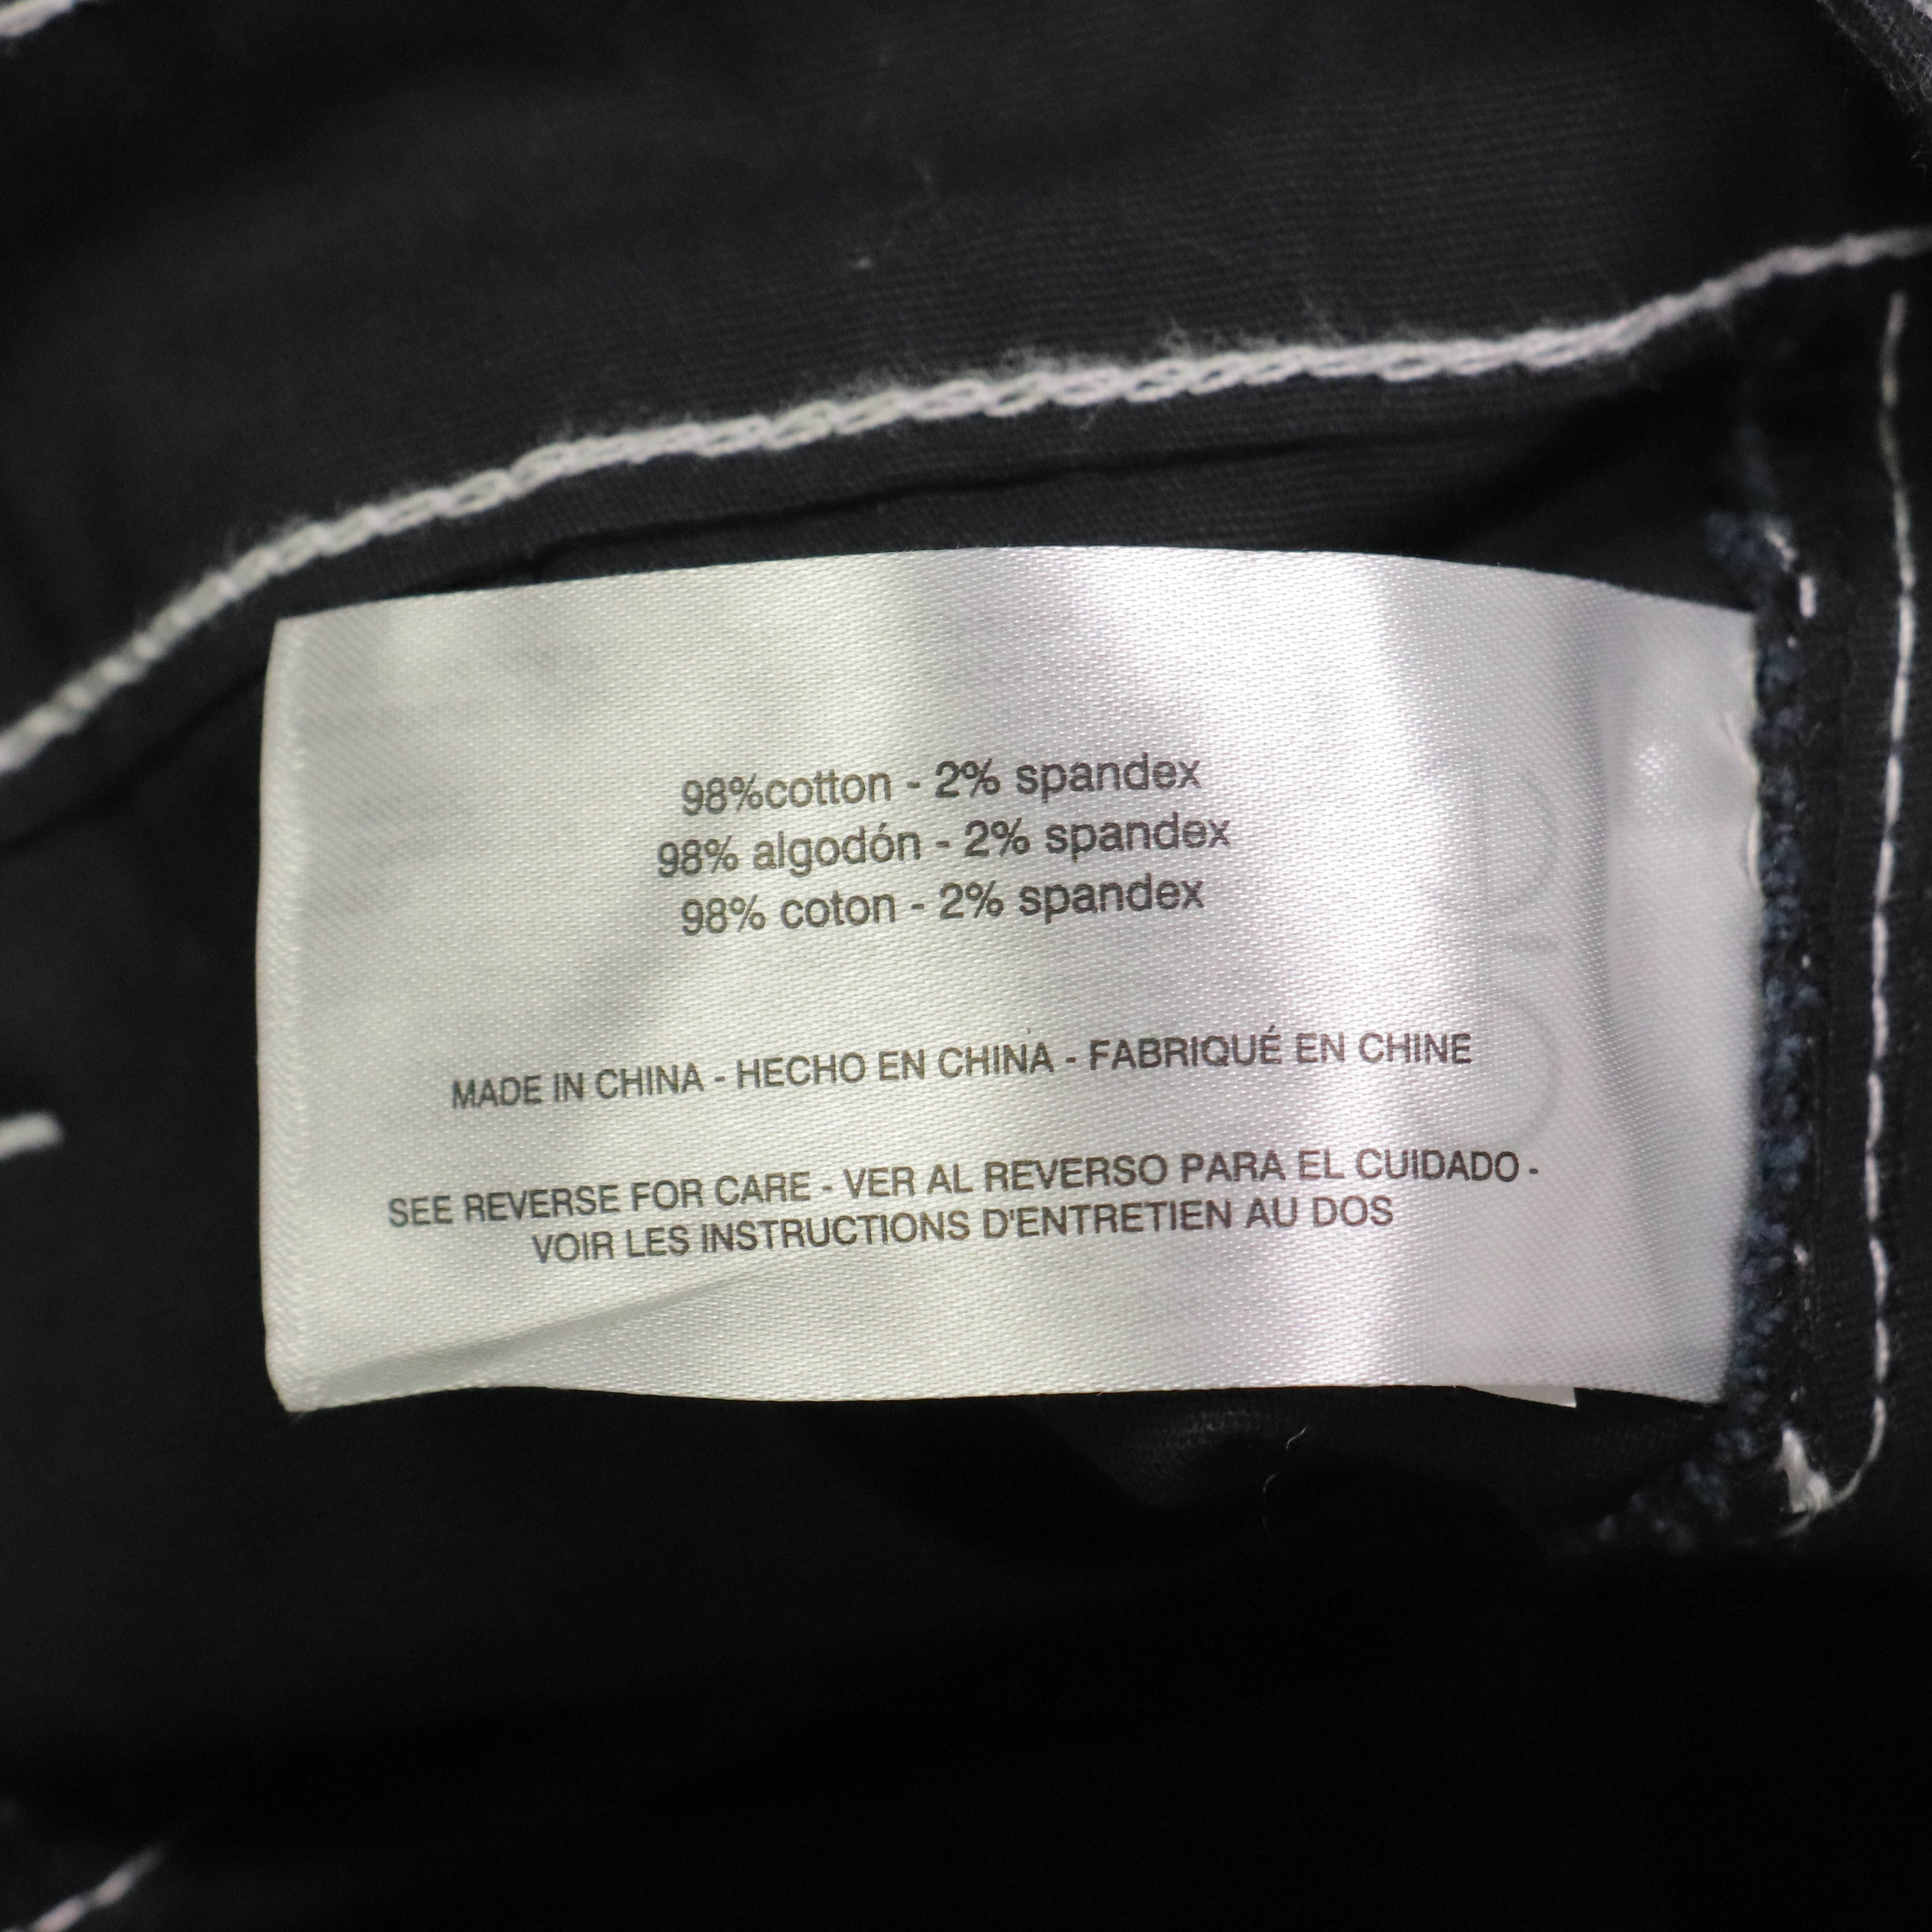 98%cotton - 2% spandex
98% algodón - 2% spandex
98% coton - 2% spandex
MADE IN CHINA - HECHO EN CHINA - FABRIQUÉ EN CHINE
SEE REVERSE FOR CARE - VER AL REVERSO PARA EL CUIDADO -
VOIR LES INSTRUCTIONS D'ENTRETIEN AU DOS